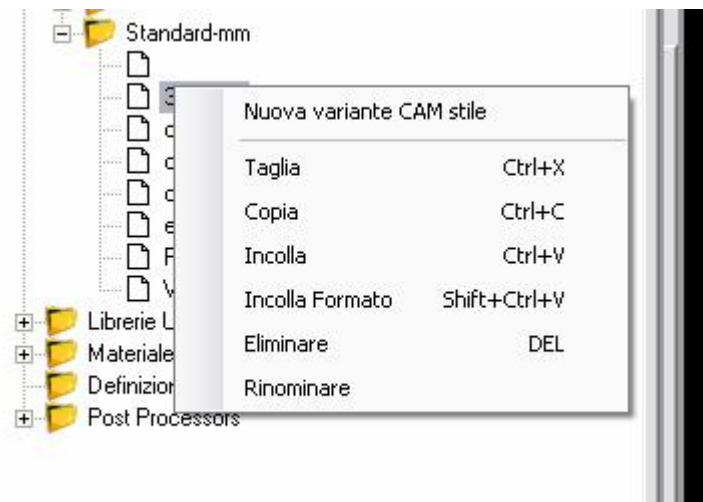 Standard-mm
Nuova variante CAM stile
Taglia Ctrl+X
Copia Ctrl+C
Incolla Ctrl+V
Incolla Formato Shift+Ctrl+V
Eliminare DEL
Rinominare
Librerie
Materiale
Post Processors